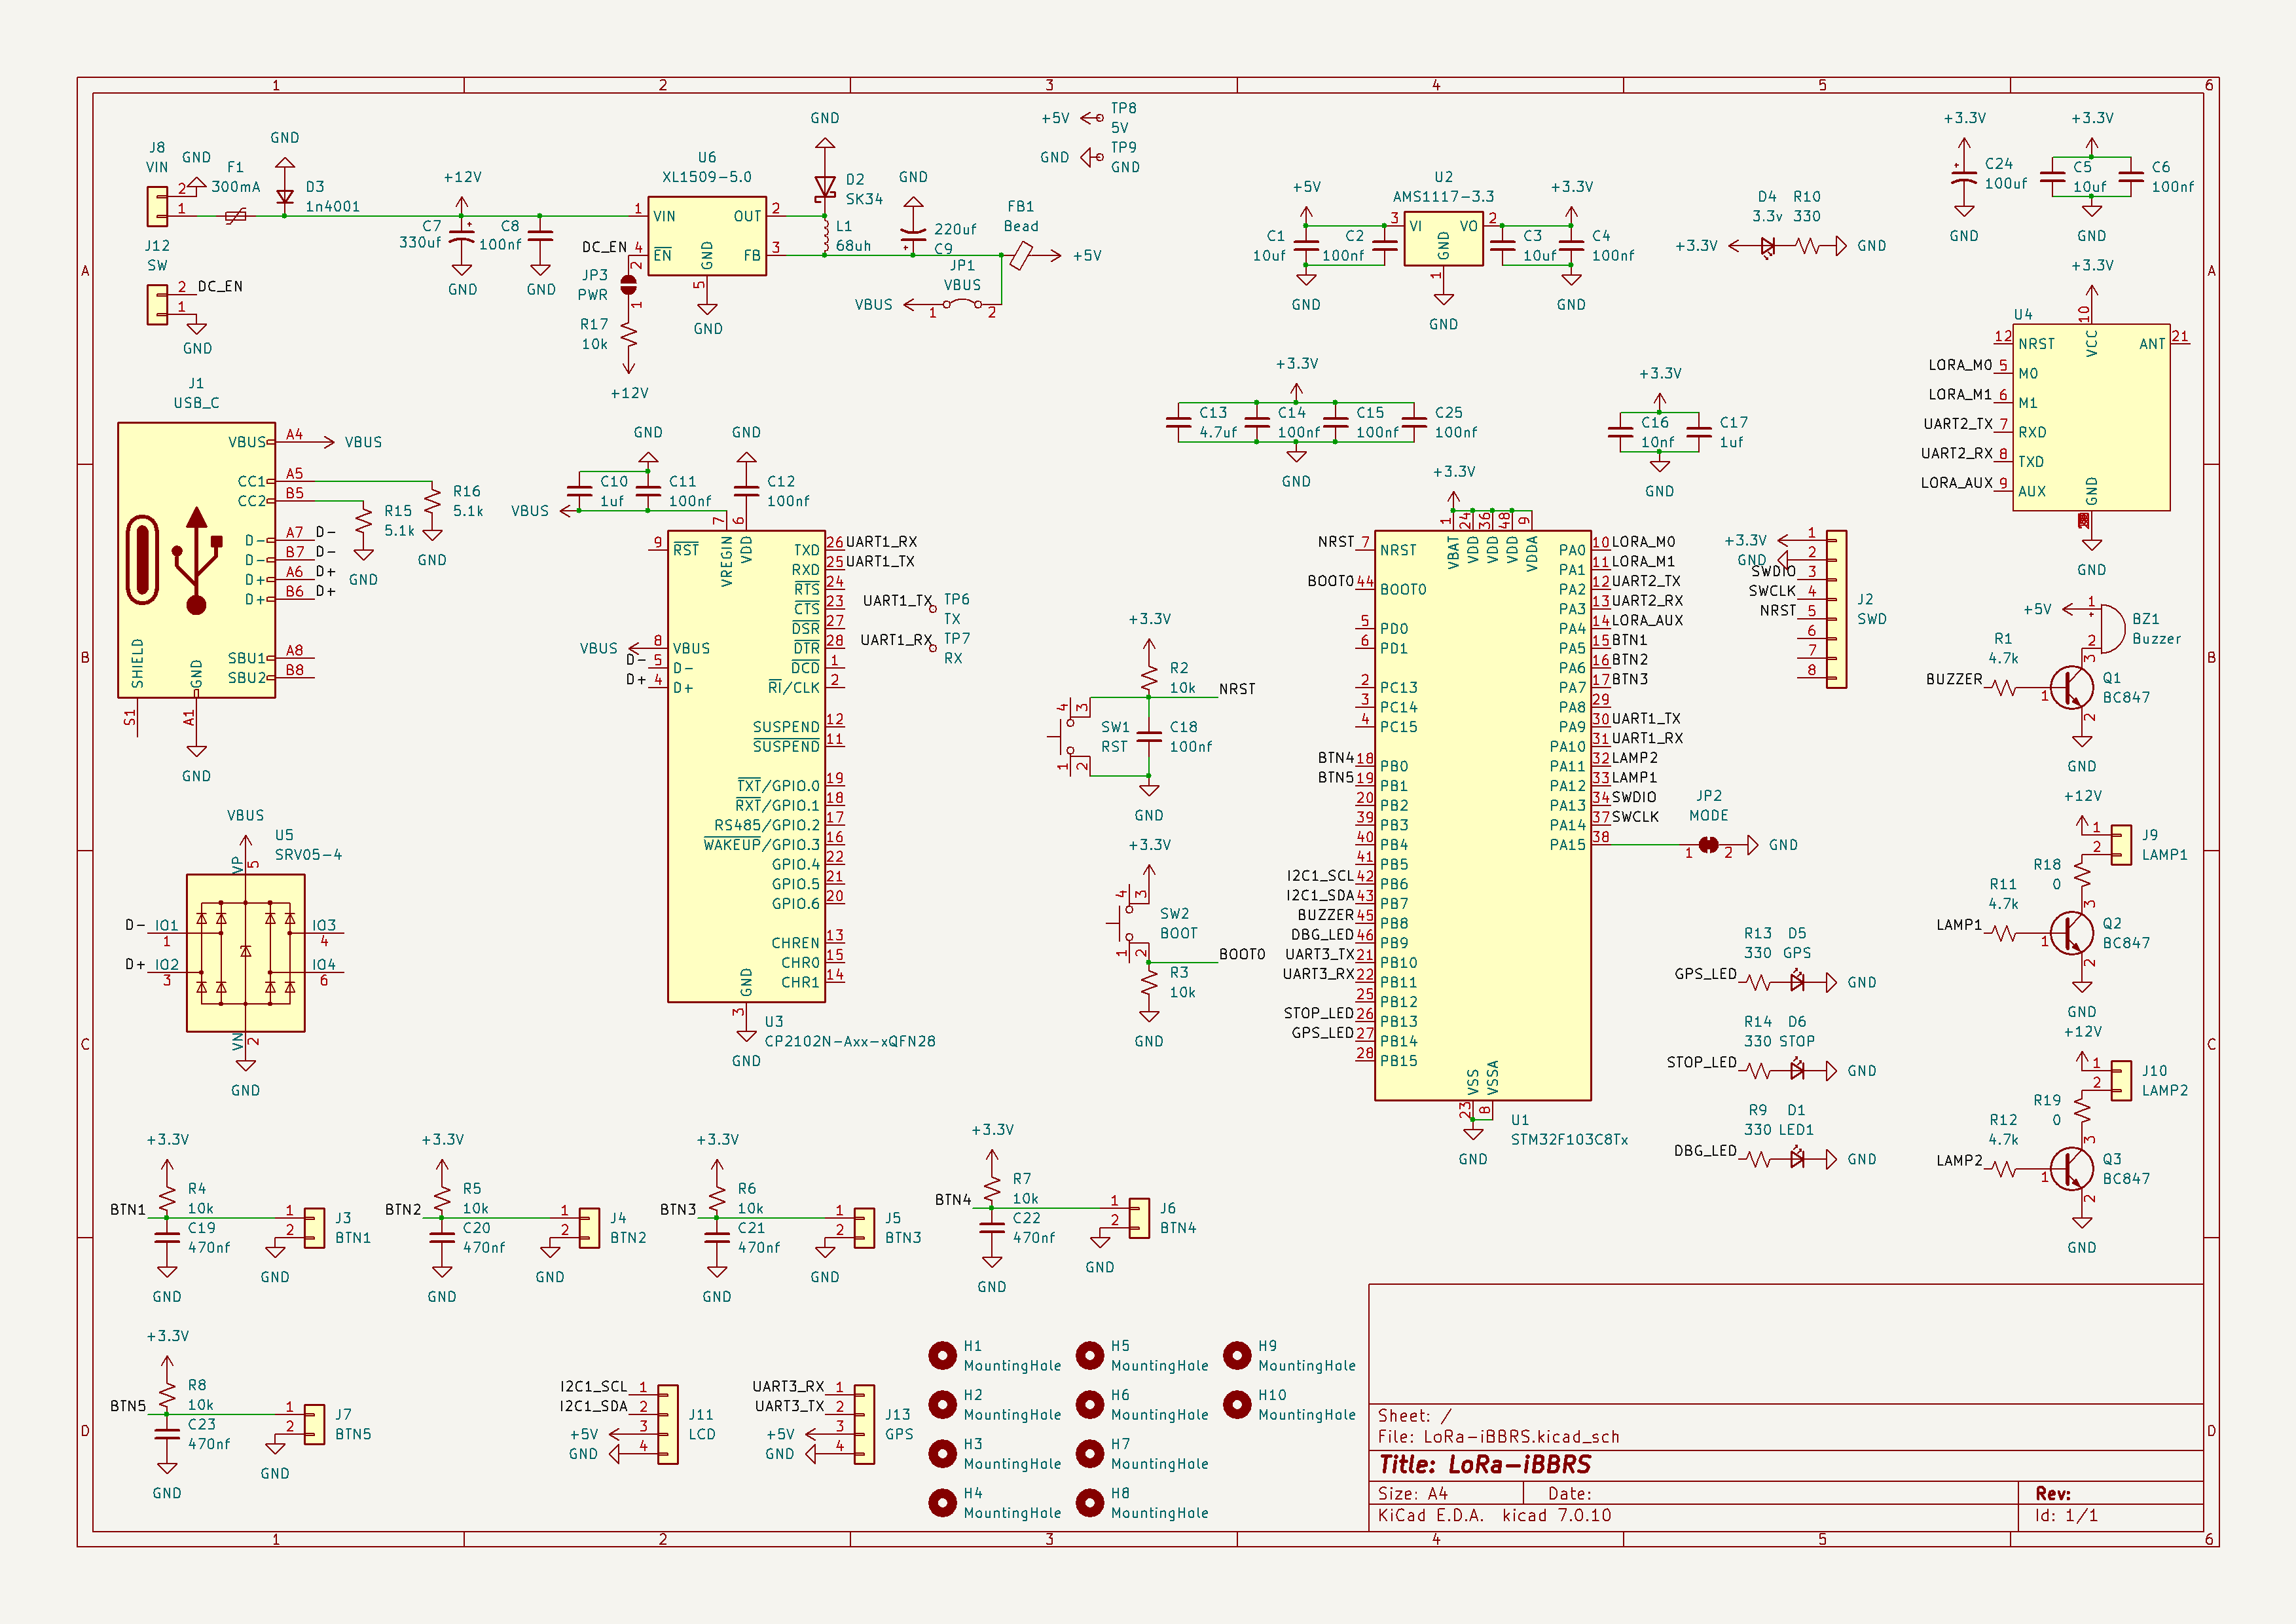 1 2 3 4 5 6
A B C D
J8
VIN
GND
2
1
F1
300mA
GND
D3
1n4001
J12
SW
2 DC_EN
1
GND
+12V
C7
330uf
GND
C8
100nf
GND
U6
XL1509-5.0
1 VIN
OUT 2
DC_EN 4 EN
FB 3
GND
5
GND
JP3
PWR
2
1
R17
10k
+12V
GND
D2
SK34
L1
68uh
GND
220uf
C9
FB1
Bead
+5V
JP1
VBUS
VBUS 1 2
+5V TP8
5V
GND TP9
GND
+5V
C1
10uf
C2
100nf
GND
U2
AMS1117-3.3
3 VI VO 2
GND
1
GND
+3.3V
C3
10uf
C4
100nf
GND
D4 R10
3.3v 330
+3.3V GND
+3.3V
C24
100uf
GND
+3.3V
C5
10uf
C6
100nf
GND
+3.3V
U4
10
VCC
12 NRST
ANT 21
LORA_M0 5 M0
LORA_M1 6 M1
UART2_TX 7 RXD
UART2_RX 8 TXD
LORA_AUX 9 AUX
GND
GND
J1
USB_C
VBUS A4 VBUS
CC1 A5
CC2 B5
D- A7 D-
D- B7 D-
D+ A6 D+
D+ B6 D+
SBU1 A8
SBU2 B8
SHIELD
S1
GND
A1
GND
R16
5.1k
GND
R15
5.1k
GND
GND
C10
1uf
C11
100nf
VBUS
GND
C12
100nf
7 6
VREGIN VDD
9 RST
VBUS 8 VBUS
D- 5 D-
D+ 4 D+
TXD 26 UART1_RX
RXD 25 UART1_TX
RTS 24
CTS 23
DSR 27
DTR 28
DCD 1
RI/CLK 2
SUSPEND 12
SUSPEND 11
TXT/GPIO.0 19
RXT/GPIO.1 18
RS485/GPIO.2 17
WAKEUP/GPIO.3 16
GPIO.4 22
GPIO.5 21
GPIO.6 20
CHREN 13
CHR0 15
CHR1 14
GND
3
GND
U3
CP2102N-Axx-xQFN28
UART1_TX TP6
TX
UART1_RX TP7
RX
VBUS
U5
SRV05-4
VP
5
D- IO1
1
D+ IO2
3
IO3
4
IO4
6
VN
2
GND
+3.3V
C13
4.7uf
C14
100nf
C15
100nf
C25
100nf
GND
+3.3V
C16
10nf
C17
1uf
GND
+3.3V
R2
10k
NRST
4 3
SW1
RST
1 2
C18
100nf
GND
+3.3V
4 3
SW2
BOOT
1 2
BOOT0
R3
10k
GND
+3.3V
1 24 36 48 9
VBAT VDD VDD VDD VDDA
NRST 7 NRST
BOOT0 44 BOOT0
5 PD0
6 PD1
2 PC13
3 PC14
4 PC15
BTN4 18 PB0
BTN5 19 PB1
20 PB2
39 PB3
40 PB4
41 PB5
I2C1_SCL 42 PB6
I2C1_SDA 43 PB7
BUZZER 45 PB8
DBG_LED 46 PB9
UART3_TX 21 PB10
UART3_RX 22 PB11
25 PB12
STOP_LED 26 PB13
GPS_LED 27 PB14
28 PB15
PA0 10 LORA_M0
PA1 11 LORA_M1
PA2 12 UART2_TX
PA3 13 UART2_RX
PA4 14 LORA_AUX
PA5 15 BTN1
PA6 16 BTN2
PA7 17 BTN3
PA8 29
PA9 30 UART1_TX
PA10 31 UART1_RX
PA11 32 LAMP2
PA12 33 LAMP1
PA13 34 SWDIO
PA14 37 SWCLK
PA15 38
VSS VSSA
23 8
GND
U1
STM32F103C8Tx
JP2
MODE
1 2 GND
+3.3V 1
GND 2
SWDIO 3
SWCLK 4
NRST 5
6
7
8
J2
SWD
+5V 1
2
BZ1
Buzzer
R1
4.7k
BUZZER
3
1
2
Q1
BC847
GND
+12V
1
2
J9
LAMP1
R18
0
R11
4.7k
LAMP1
3
1
2
Q2
BC847
GND
+12V
1
2
J10
LAMP2
R19
0
R12
4.7k
LAMP2
3
1
2
Q3
BC847
GND
R13 D5
330 GPS
GPS_LED GND
R14 D6
330 STOP
STOP_LED GND
R9 D1
330 LED1
DBG_LED GND
+3.3V
R4
10k
BTN1
C19
470nf
GND
1
2
GND
J3
BTN1
+3.3V
R5
10k
BTN2
C20
470nf
GND
1
2
GND
J4
BTN2
+3.3V
R6
10k
BTN3
C21
470nf
GND
1
2
GND
J5
BTN3
+3.3V
R7
10k
BTN4
C22
470nf
GND
1
2
GND
J6
BTN4
+3.3V
R8
10k
BTN5
C23
470nf
GND
1
2
GND
J7
BTN5
I2C1_SCL 1
I2C1_SDA 2
+5V 3
GND 4
J11
LCD
UART3_RX 1
UART3_TX 2
+5V 3
GND 4
J13
GPS
H1
MountingHole
H2
MountingHole
H3
MountingHole
H4
MountingHole
H5
MountingHole
H6
MountingHole
H7
MountingHole
H8
MountingHole
H9
MountingHole
H10
MountingHole
Sheet: /
File: LoRa-iBBRS.kicad_sch
Title: LoRa-iBBRS
Size: A4 Date: Rev:
KiCad E.D.A. kicad 7.0.10 Id: 1/1
A B C D
1 2 3 4 5 6